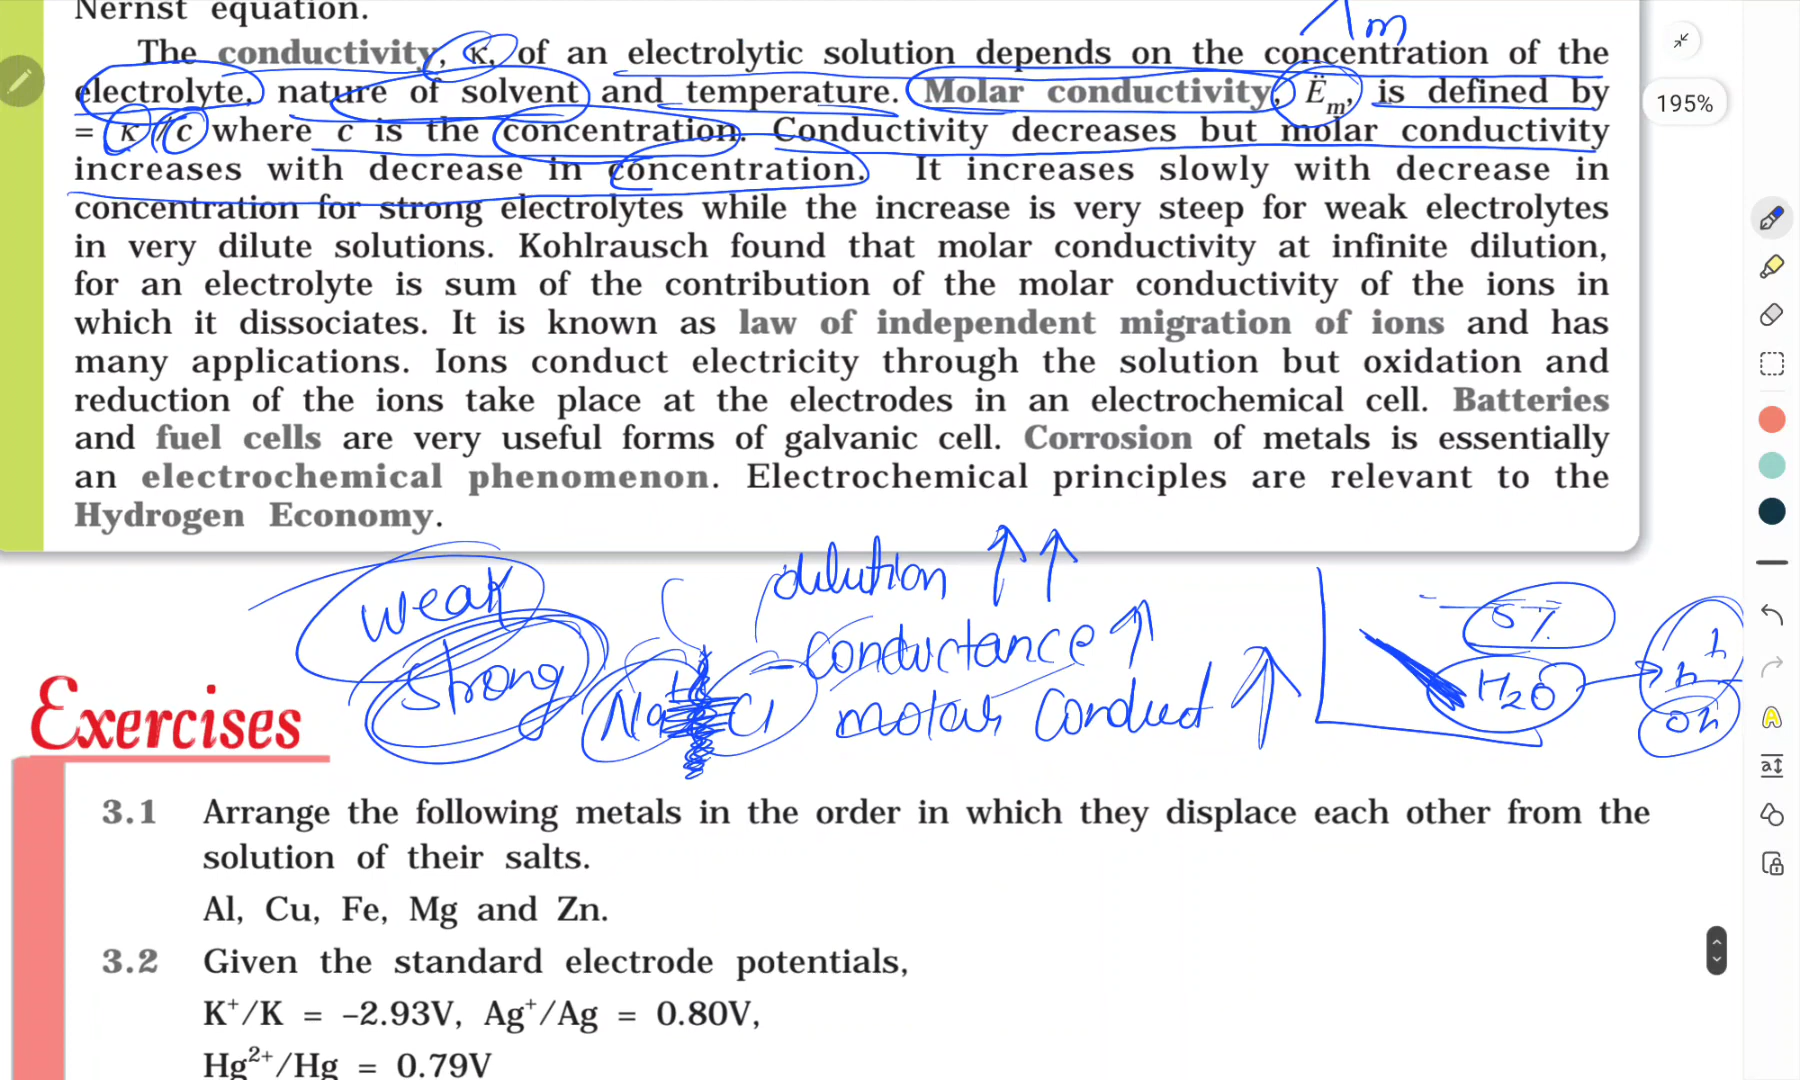 Nernst equation.
Λm
The conductivity, κ, of an electrolytic solution depends on the concentration of the
electrolyte, nature of solvent and temperature. Molar conductivity, Ëm, is defined by
= κ/c where c is the concentration. Conductivity decreases but molar conductivity
increases with decrease in concentration. It increases slowly with decrease in
concentration for strong electrolytes while the increase is very steep for weak electrolytes
in very dilute solutions. Kohlrausch found that molar conductivity at infinite dilution,
for an electrolyte is sum of the contribution of the molar conductivity of the ions in
which it dissociates. It is known as law of independent migration of ions and has
many applications. Ions conduct electricity through the solution but oxidation and
reduction of the ions take place at the electrodes in an electrochemical cell. Batteries
and fuel cells are very useful forms of galvanic cell. Corrosion of metals is essentially
an electrochemical phenomenon. Electrochemical principles are relevant to the
Hydrogen Economy.
195%
weak
dilution ↑↑
5%
strong
Na+ Cl-
conductance ↑
molar conduct ↑
H2O → h
oh
Exercises
3.1 Arrange the following metals in the order in which they displace each other from the
solution of their salts.
Al, Cu, Fe, Mg and Zn.
3.2 Given the standard electrode potentials,
K+/K = –2.93V, Ag+/Ag = 0.80V,
Hg2+/Hg = 0.79V